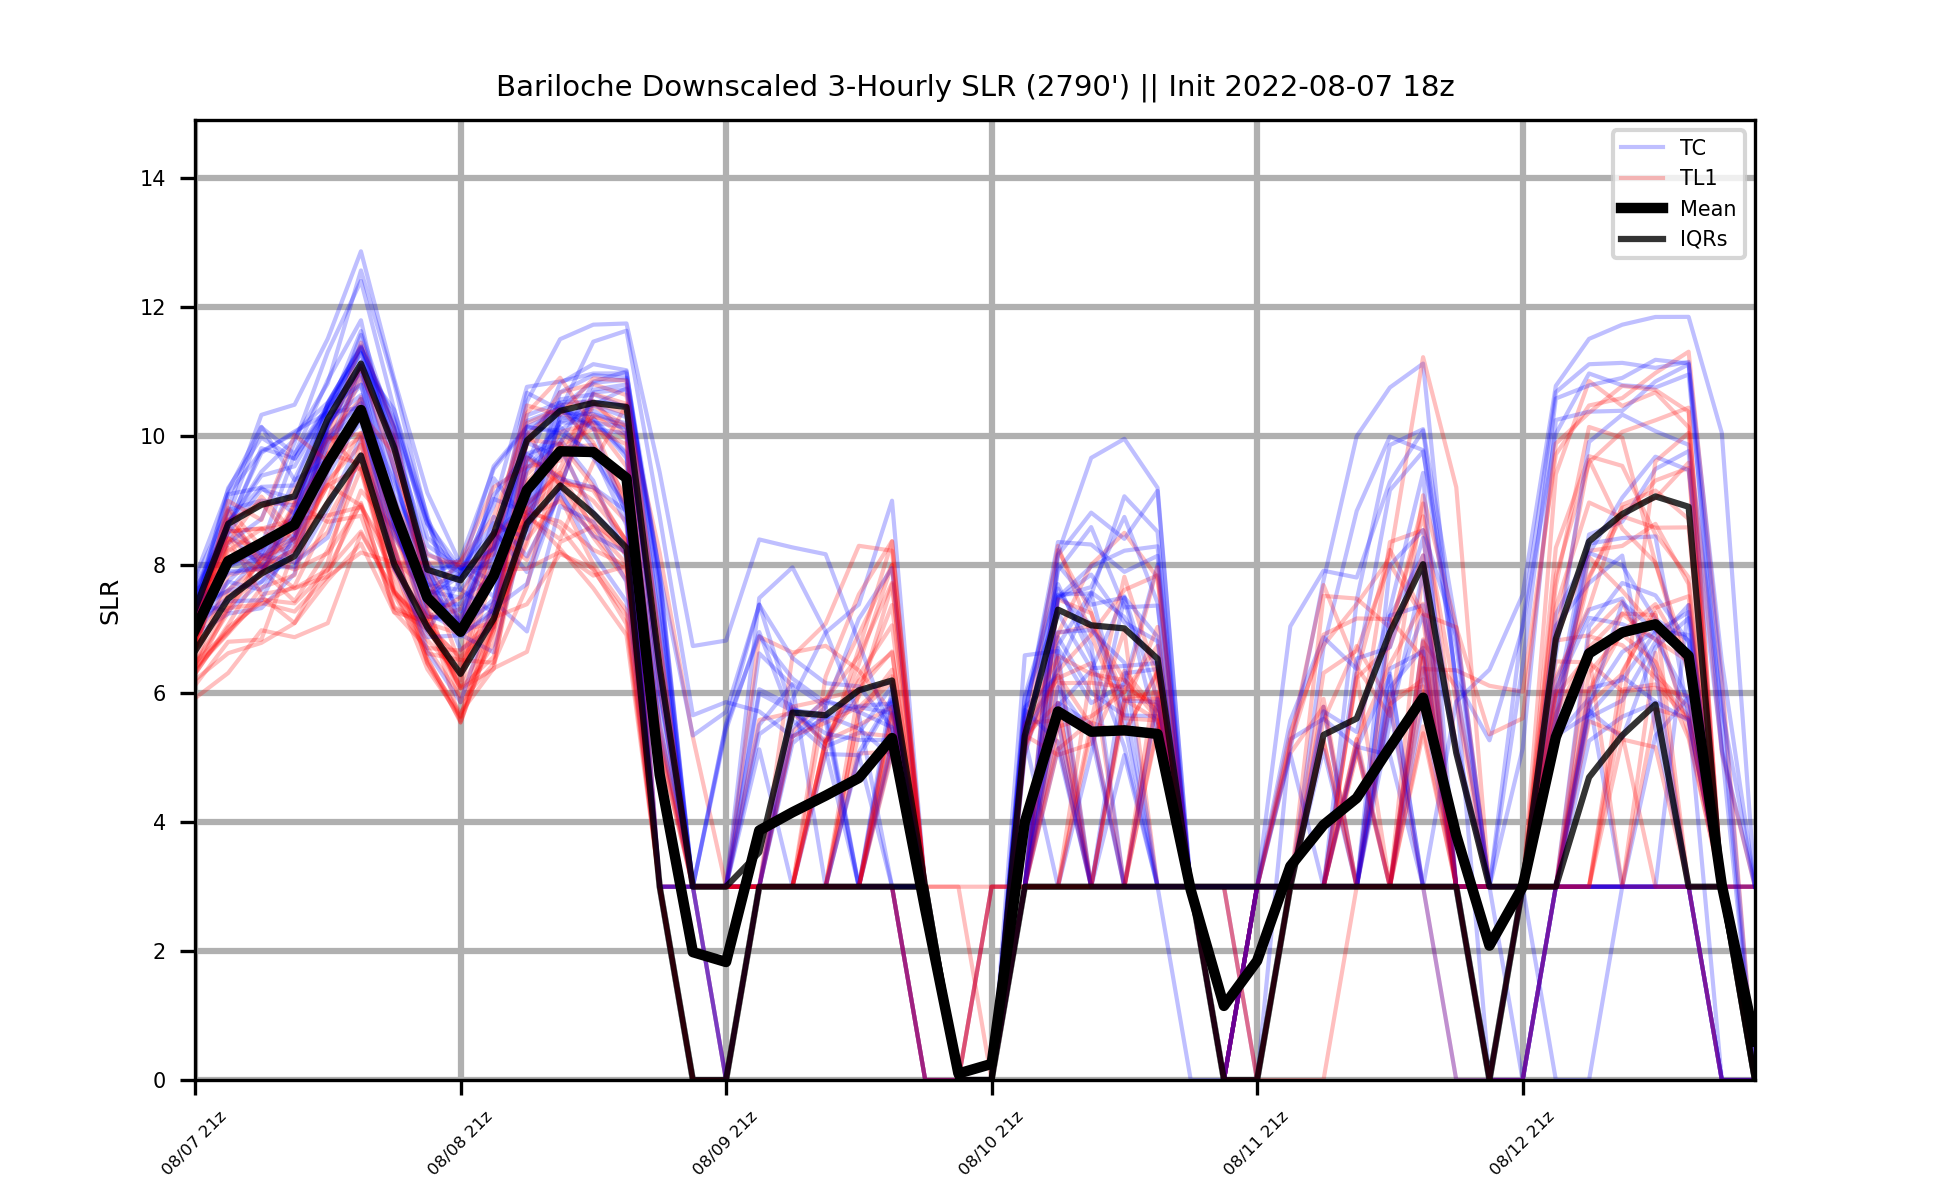 Bariloche Downscaled 3-Hourly SLR (2790') || Init 2022-08-07 18z
TC
TL1
Mean
IQRs
SLR
14
12
10
8
6
4
2
0
08/07 21z
08/08 21z
08/09 21z
08/10 21z
08/11 21z
08/12 21z